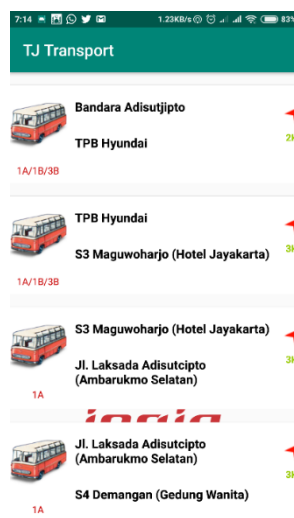 7:14
1.23KB/s
83%
TJ Transport
Bandara Adisutjipto
TPB Hyundai
1A/1B/3B
TPB Hyundai
S3 Maguwoharjo (Hotel Jayakarta)
1A/1B/3B
S3 Maguwoharjo (Hotel Jayakarta)
Jl. Laksada Adisutcipto
(Ambarukmo Selatan)
1A
Jl. Laksada Adisutcipto
(Ambarukmo Selatan)
S4 Demangan (Gedung Wanita)
1A